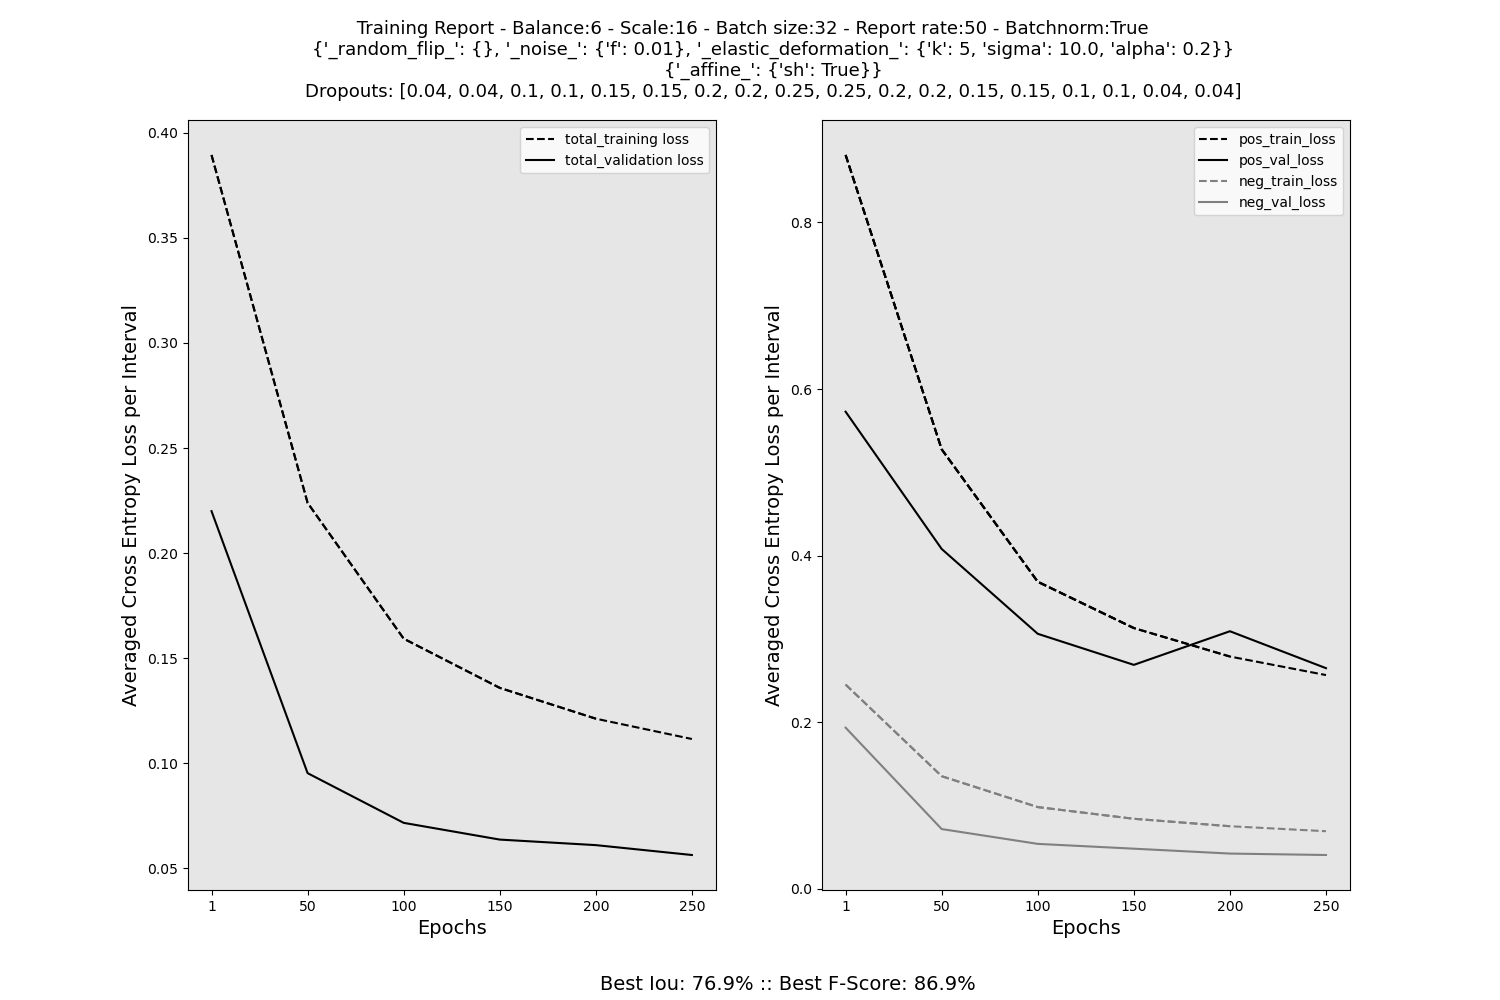 Training Report - Balance:6 - Scale:16 - Batch size:32 - Report rate:50 - Batchnorm:True
{'_random_flip_': {}, '_noise_': {'f': 0.01}, '_elastic_deformation_': {'k': 5, 'sigma': 10.0, 'alpha': 0.2}}
{'_affine_': {'sh': True}}
Dropouts: [0.04, 0.04, 0.1, 0.1, 0.15, 0.15, 0.2, 0.2, 0.25, 0.25, 0.2, 0.2, 0.15, 0.15, 0.1, 0.1, 0.04, 0.04]
total_training loss
total_validation loss
0.40
0.35
0.30
0.25
0.20
0.15
0.10
0.05
Averaged Cross Entropy Loss per Interval
1 50 100 150 200 250
Epochs
pos_train_loss
pos_val_loss
neg_train_loss
neg_val_loss
0.8
0.6
0.4
0.2
0.0
Averaged Cross Entropy Loss per Interval
1 50 100 150 200 250
Epochs
Best Iou: 76.9% :: Best F-Score: 86.9%